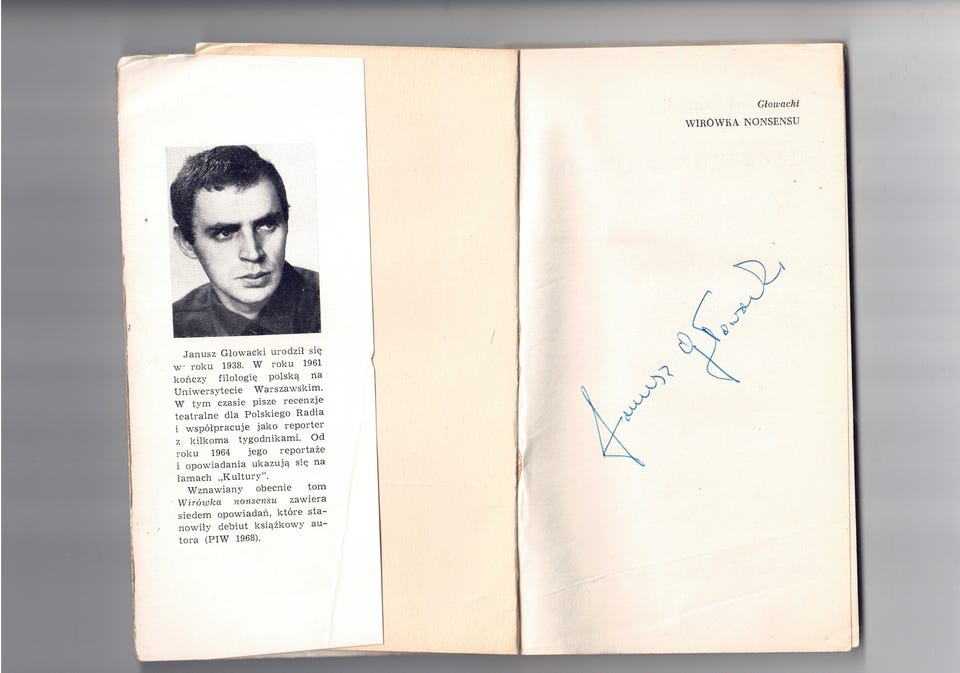 Janusz Głowacki urodził się
w roku 1938. W roku 1961
kończy filologię polską na
Uniwersytecie Warszawskim.
W tym czasie pisze recenzje
teatralne dla Polskiego Radia
i współpracuje jako reporter
z kilkoma tygodnikami. Od
roku 1964 jego reportaże
i opowiadania ukazują się na
łamach „Kultury”.
Wznawiany obecnie tom
Wirówka nonsensu zawiera
siedem opowiadań, które sta-
nowiły debiut książkowy au-
tora (PIW 1968).
Głowacki
WIRÓWKA NONSENSU
Janusz Głowacki